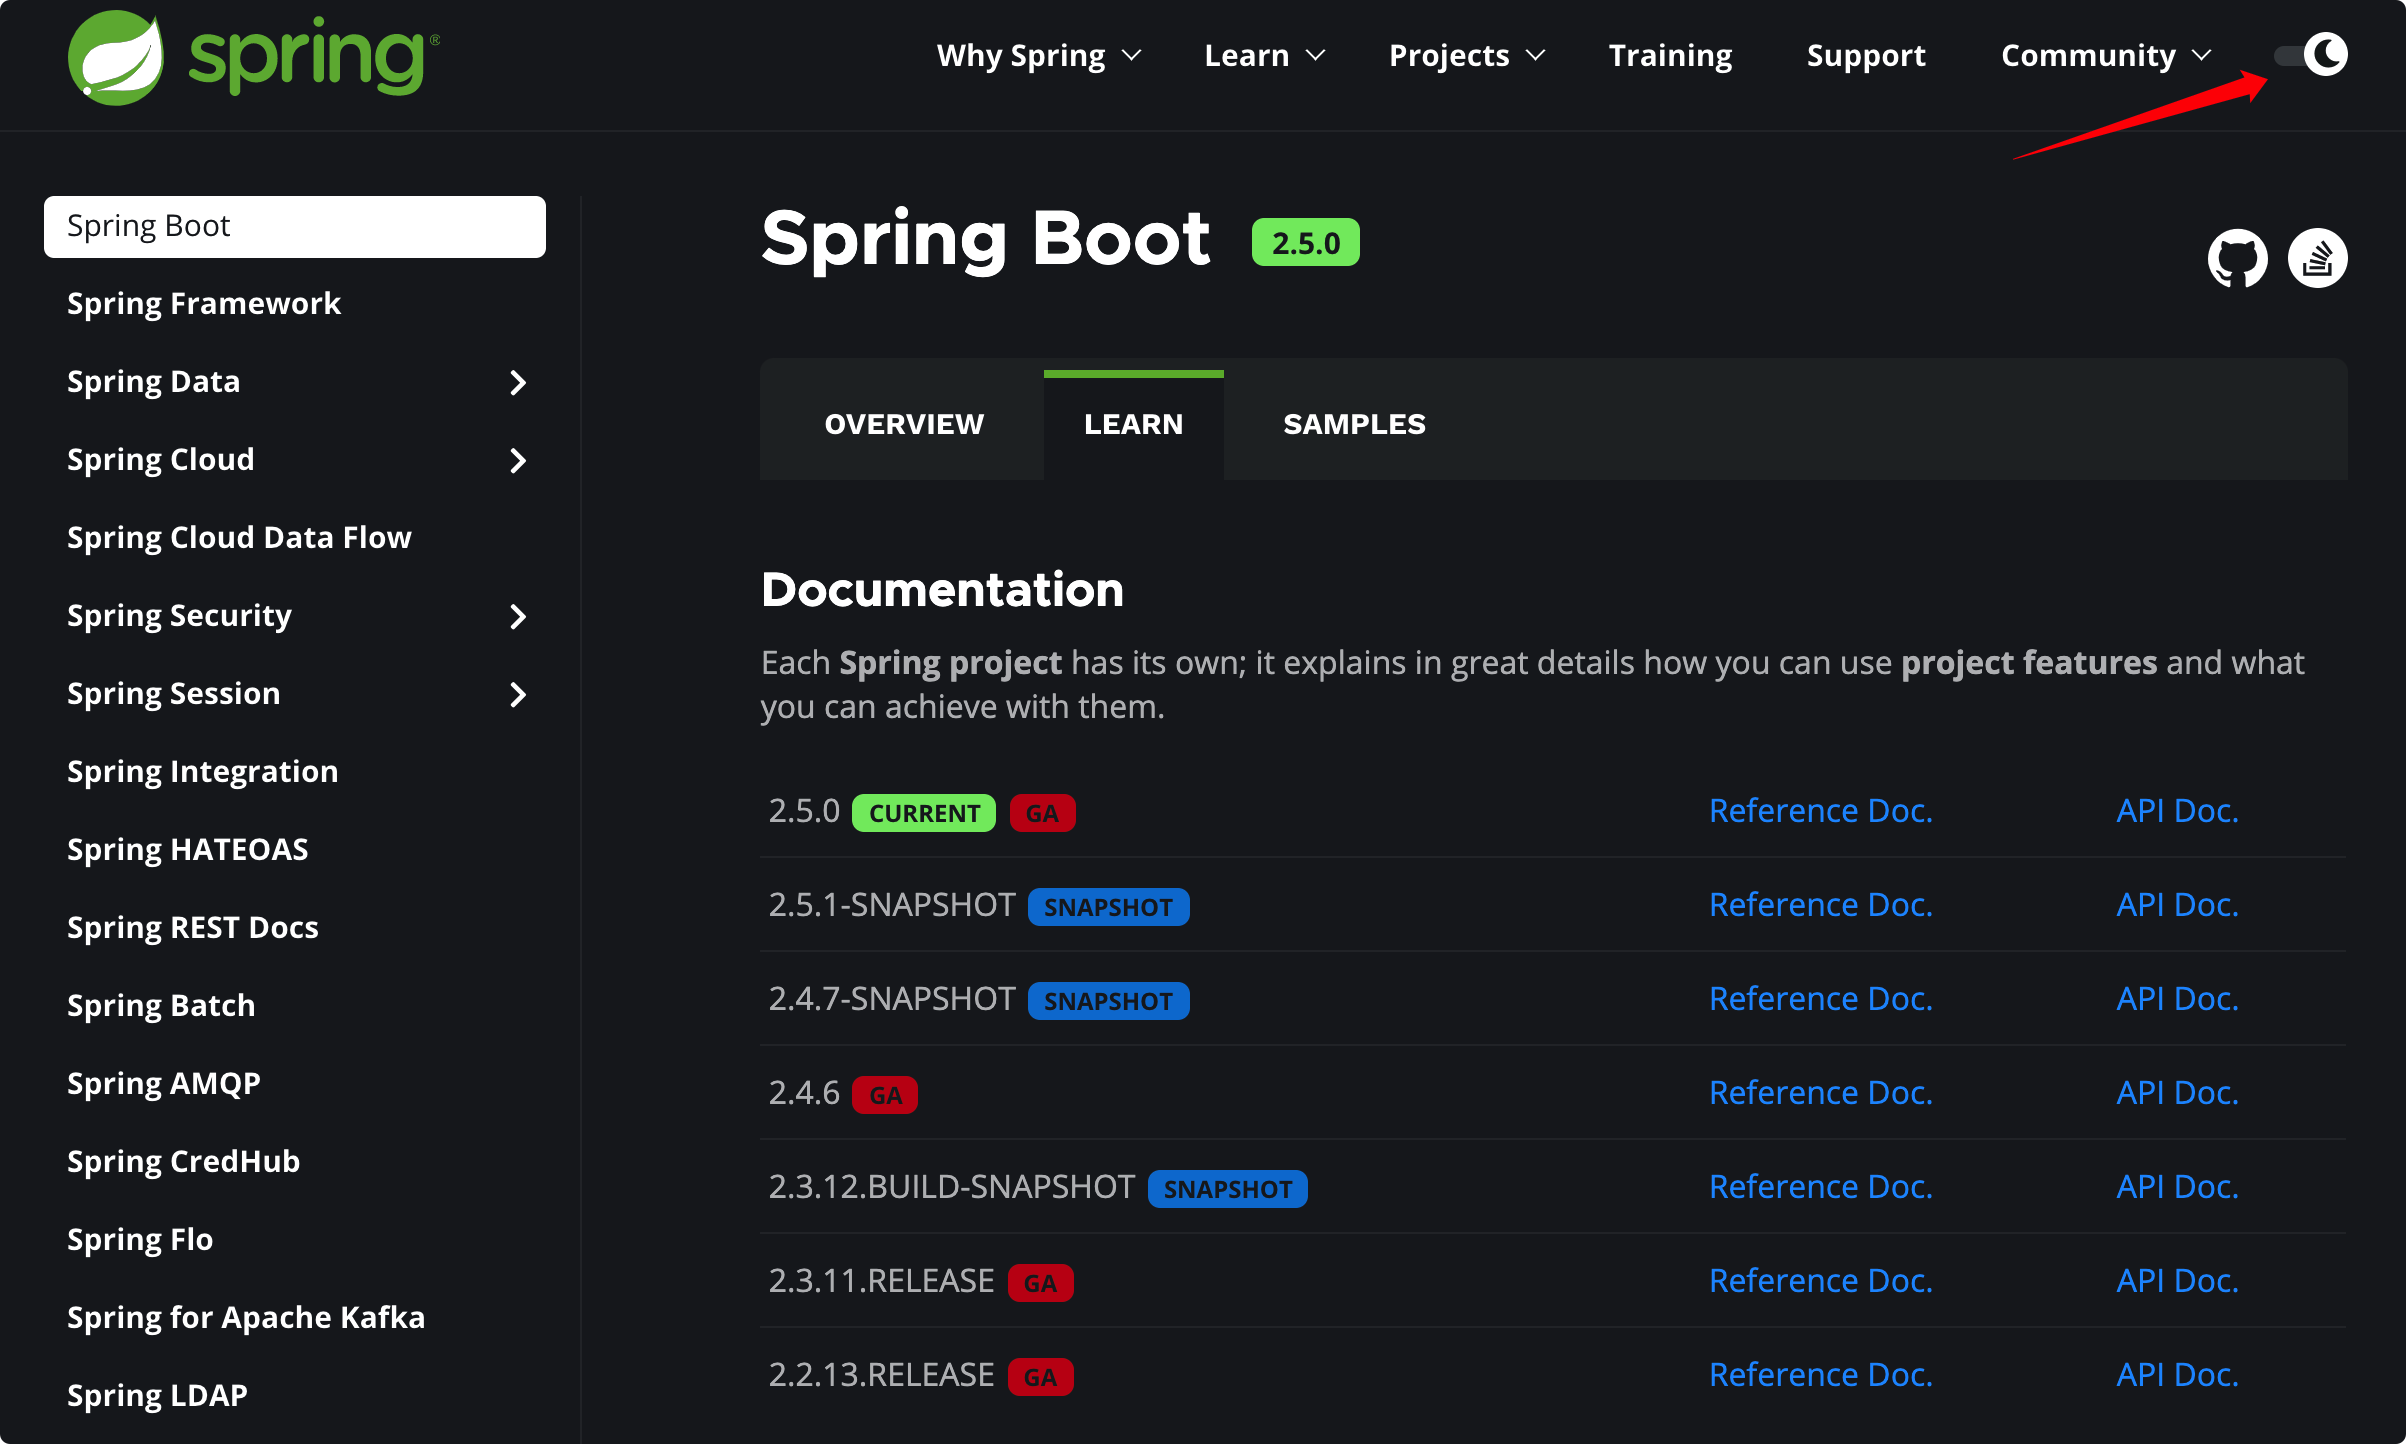 spring®
Why Spring
Learn
Projects
Training
Support
Community
Spring Boot
Spring Framework
Spring Data
Spring Cloud
Spring Cloud Data Flow
Spring Security
Spring Session
Spring Integration
Spring HATEOAS
Spring REST Docs
Spring Batch
Spring AMQP
Spring CredHub
Spring Flo
Spring for Apache Kafka
Spring LDAP
Spring Boot 2.5.0
OVERVIEW
LEARN
SAMPLES
Documentation
Each Spring project has its own; it explains in great details how you can use project features and what
you can achieve with them.
2.5.0 CURRENT GA Reference Doc. API Doc.
2.5.1-SNAPSHOT SNAPSHOT Reference Doc. API Doc.
2.4.7-SNAPSHOT SNAPSHOT Reference Doc. API Doc.
2.4.6 GA Reference Doc. API Doc.
2.3.12.BUILD-SNAPSHOT SNAPSHOT Reference Doc. API Doc.
2.3.11.RELEASE GA Reference Doc. API Doc.
2.2.13.RELEASE GA Reference Doc. API Doc.